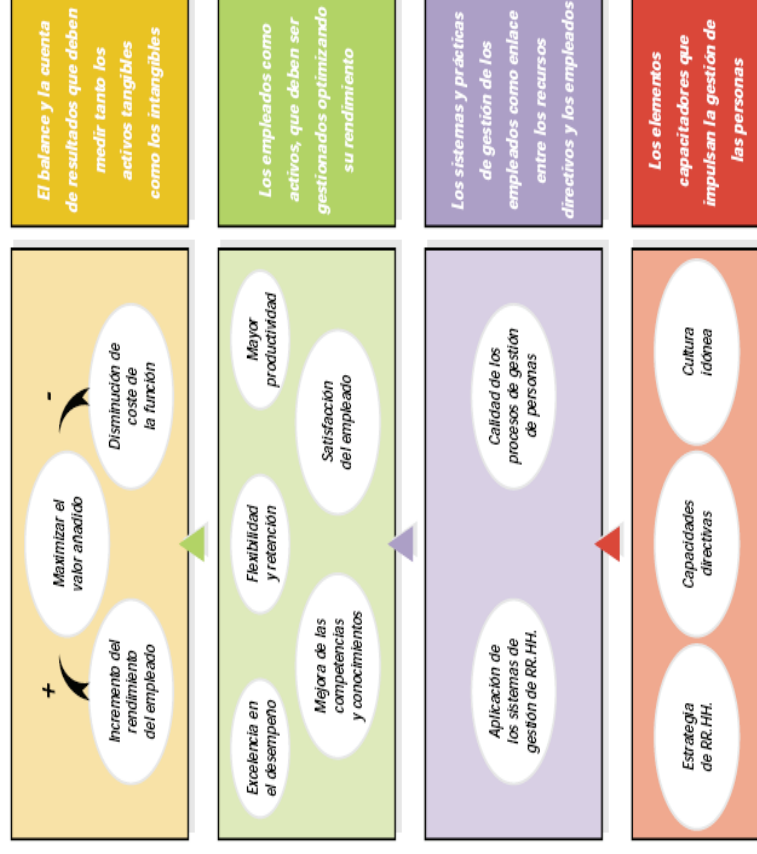 Maximizar el
valor añadido
+
-
Incremento del
rendimiento
del empleado
Disminución de
coste de
la función
El balance y la cuenta
de resultados que deben
medir tanto los
activos tangibles
como los intangibles
Excelencia en
el desempeño
Flexibilidad
y retención
Mayor
productividad
Mejora de las
competencias
y conocimientos
Satisfacción
del empleado
Los empleados como
activos, que deben ser
gestionados optimizando
su rendimiento
Aplicación de
los sistemas de
gestión de RR.HH.
Calidad de los
procesos de gestión
de personas
Los sistemas y prácticas
de gestión de los
empleados como enlace
entre los recursos
directivos y los empleados
Estrategia
de RR.HH.
Capacidades
directivas
Cultura
idónea
Los elementos
capacitadores que
impulsan la gestión de
las personas